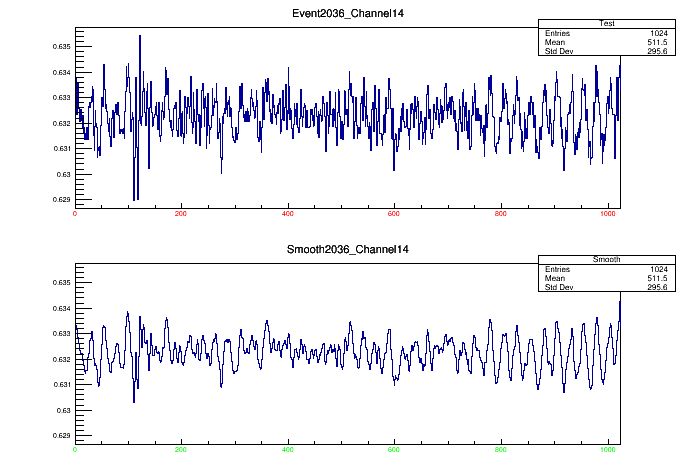 Event2036_Channel14
Test
Entries 1024
Mean 511.5
Std Dev 295.6
0.635
0.634
0.633
0.632
0.631
0.63
0.629
0 200 400 600 800 1000
Smooth2036_Channel14
Smooth
Entries 1024
Mean 511.5
Std Dev 295.6
0.635
0.634
0.633
0.632
0.631
0.63
0.629
0 200 400 600 800 1000